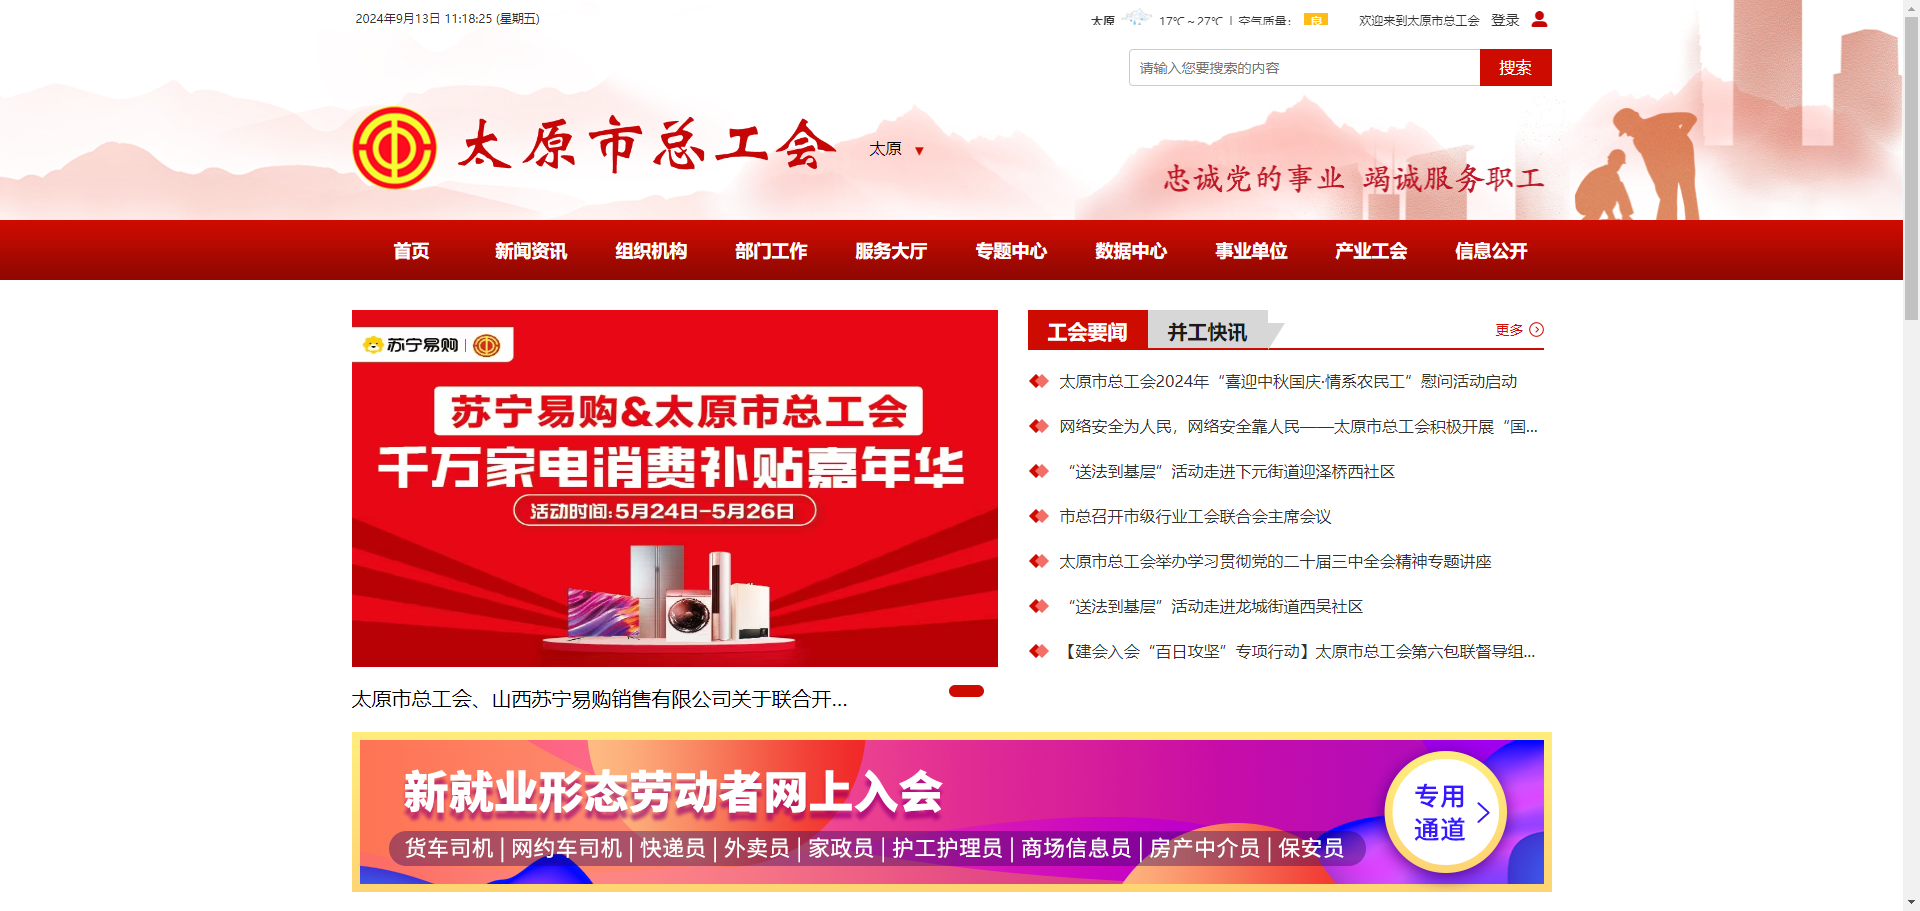 2024年9月13日 11:18:25 (星期五)
太原 17℃ ~ 27℃ | 空气质量： 良 欢迎来到太原市总工会 登录
请输入您要搜索的内容 搜索
太原市总工会 太原 ▼
忠诚党的事业 竭诚服务职工
首页 新闻资讯 组织机构 部门工作 服务大厅 专题中心 数据中心 事业单位 产业工会 信息公开
苏宁易购
苏宁易购&太原市总工会
千万家电消费补贴嘉年华
活动时间:5月24日-5月26日
太原市总工会、山西苏宁易购销售有限公司关于联合开...
工会要闻 并工快讯 更多
太原市总工会2024年“喜迎中秋国庆·情系农民工”慰问活动启动
网络安全为人民，网络安全靠人民——太原市总工会积极开展“国...
“送法到基层”活动走进下元街道迎泽桥西社区
市总召开市级行业工会联合会主席会议
太原市总工会举办学习贯彻党的二十届三中全会精神专题讲座
“送法到基层”活动走进龙城街道西吴社区
【建会入会“百日攻坚”专项行动】太原市总工会第六包联督导组...
新就业形态劳动者网上入会
货车司机 | 网约车司机 | 快递员 | 外卖员 | 家政员 | 护工护理员 | 商场信息员 | 房产中介员 | 保安员
专用
通道